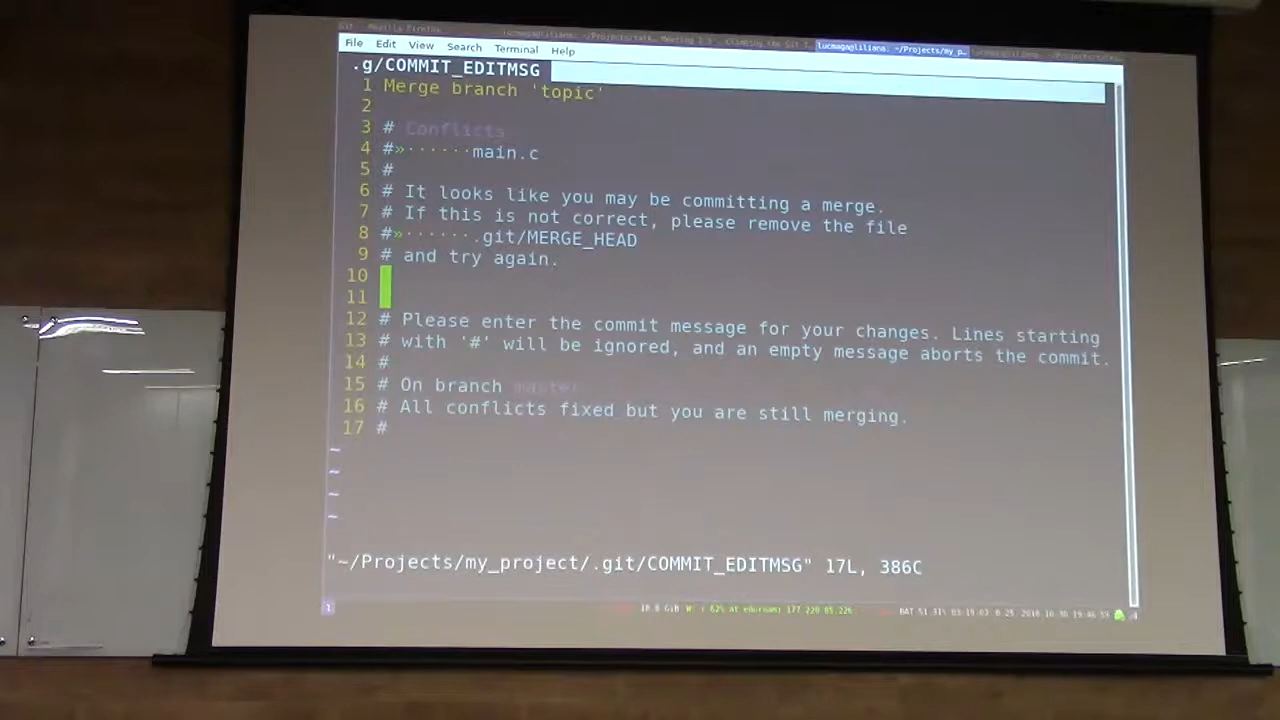 File Edit View Search Terminal Help
.g/COMMIT_EDITMSG
1 Merge branch 'topic'
2
3 # Conflicts
4 #»······main.c
5 #
6 # It looks like you may be committing a merge.
7 # If this is not correct, please remove the file
8 #»······.git/MERGE_HEAD
9 # and try again.
10
11
12 # Please enter the commit message for your changes. Lines starting
13 # with '#' will be ignored, and an empty message aborts the commit.
14 #
15 # On branch master
16 # All conflicts fixed but you are still merging.
17 #
~
~
~
~
"~/Projects/my_project/.git/COMMIT_EDITMSG" 17L, 386C
1